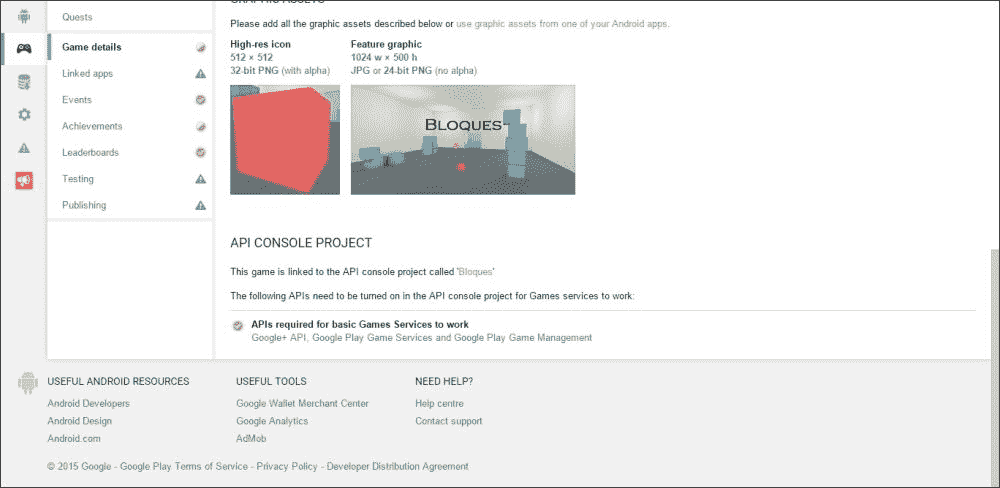 GRAPHIC ASSETS
Quests
Please add all the graphic assets described below or use graphic assets from one of your Android apps.
Game details
Linked apps
Events
Achievements
Leaderboards
Testing
Publishing
High-res icon
512 × 512
32-bit PNG (with alpha)
Feature graphic
1024 w × 500 h
JPG or 24-bit PNG (no alpha)
BLOQUES
API CONSOLE PROJECT
This game is linked to the API console project called 'Bloques'
The following APIs need to be turned on in the API console project for Games services to work:
APIs required for basic Games Services to work
Google+ API, Google Play Game Services and Google Play Game Management
USEFUL ANDROID RESOURCES
Android Developers
Android Design
Android.com
USEFUL TOOLS
Google Wallet Merchant Center
Google Analytics
AdMob
NEED HELP?
Help centre
Contact support
© 2015 Google - Google Play Terms of Service - Privacy Policy - Developer Distribution Agreement